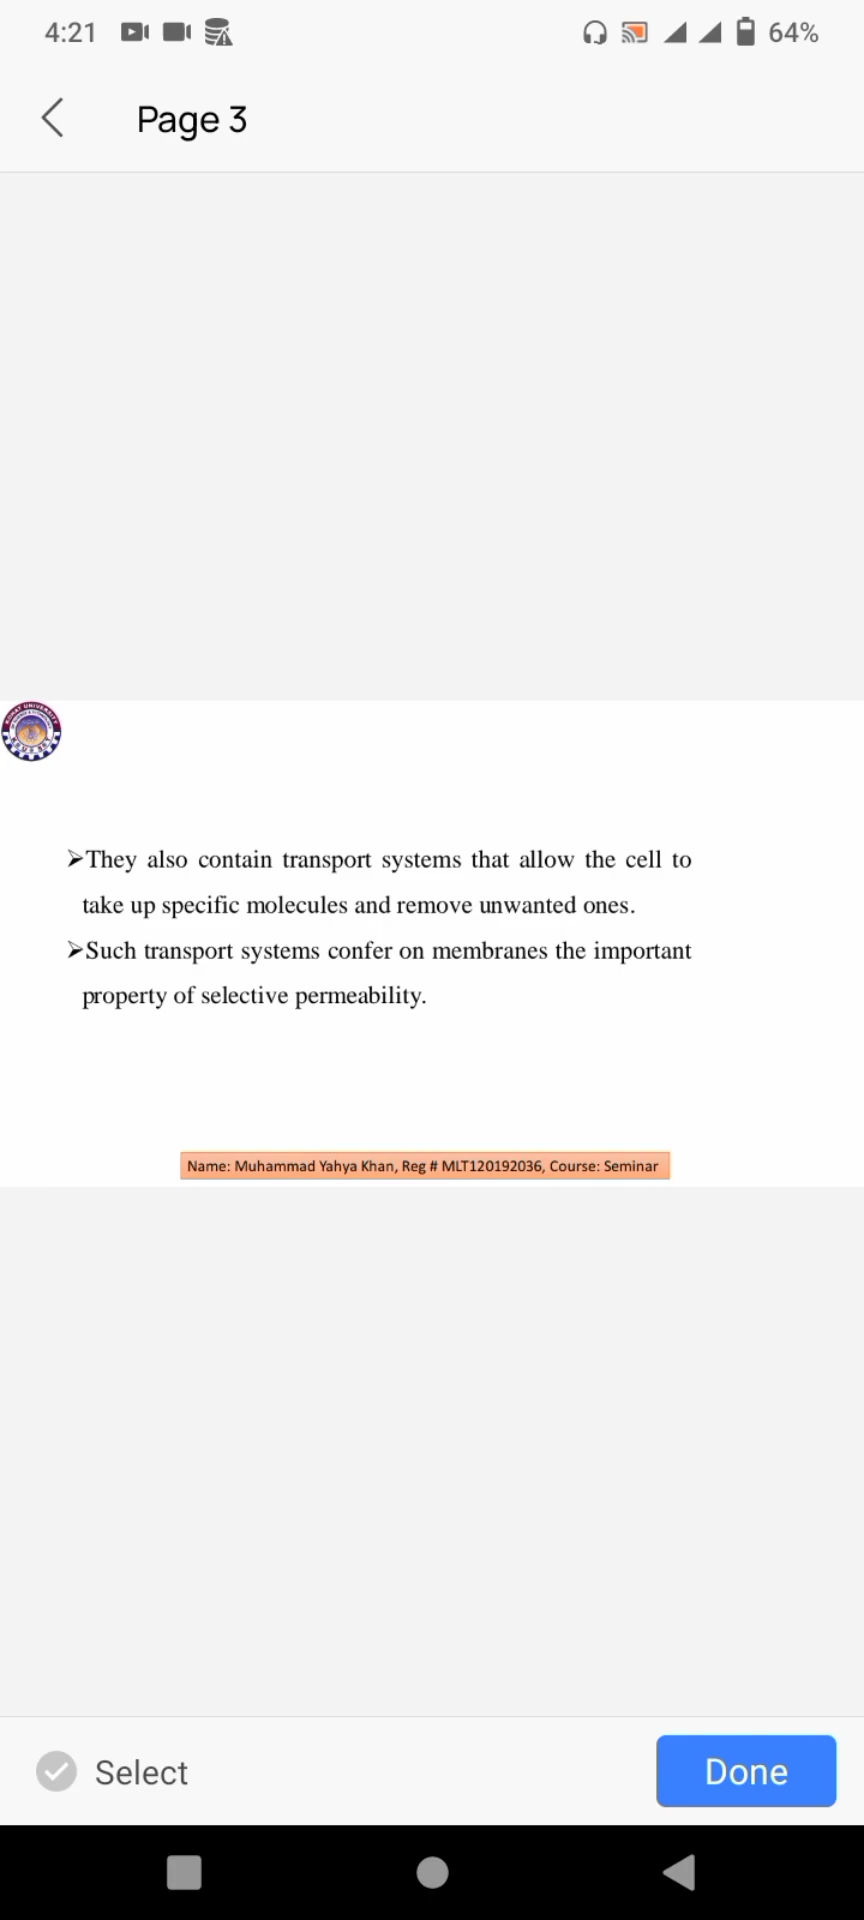 4:21
64%
Page 3
KOHAT UNIVERSITY
➢They also contain transport systems that allow the cell to
take up specific molecules and remove unwanted ones.
➢Such transport systems confer on membranes the important
property of selective permeability.
Name: Muhammad Yahya Khan, Reg # MLT120192036, Course: Seminar
Select
Done